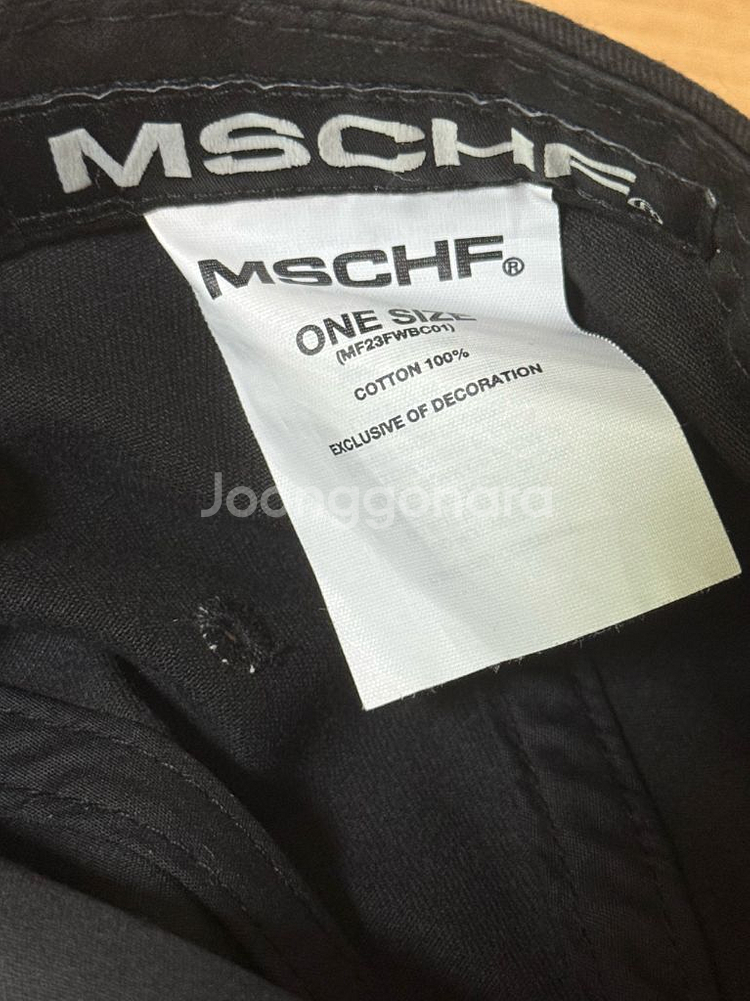 MSCHF®
MSCHF®
ONE SIZE
(MF23FWBC01)
COTTON 100%
EXCLUSIVE OF DECORATION
Joonggonara